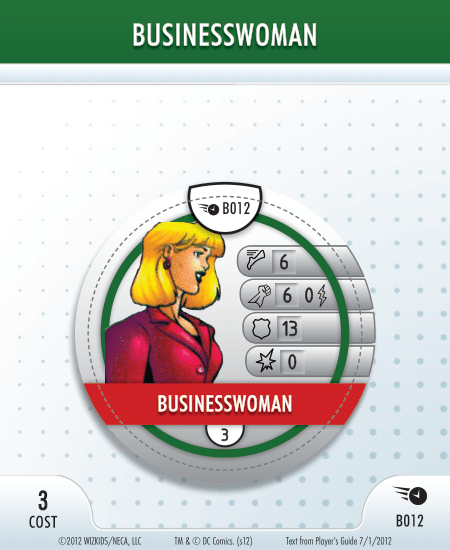 BUSINESSWOMAN
B012
6
6 0
13
0
BUSINESSWOMAN
3
3
COST
B012
©2012 WIZKIDS/NECA, LLC TM & © DC Comics. (s12) Text from Player's Guide 7/1/2012